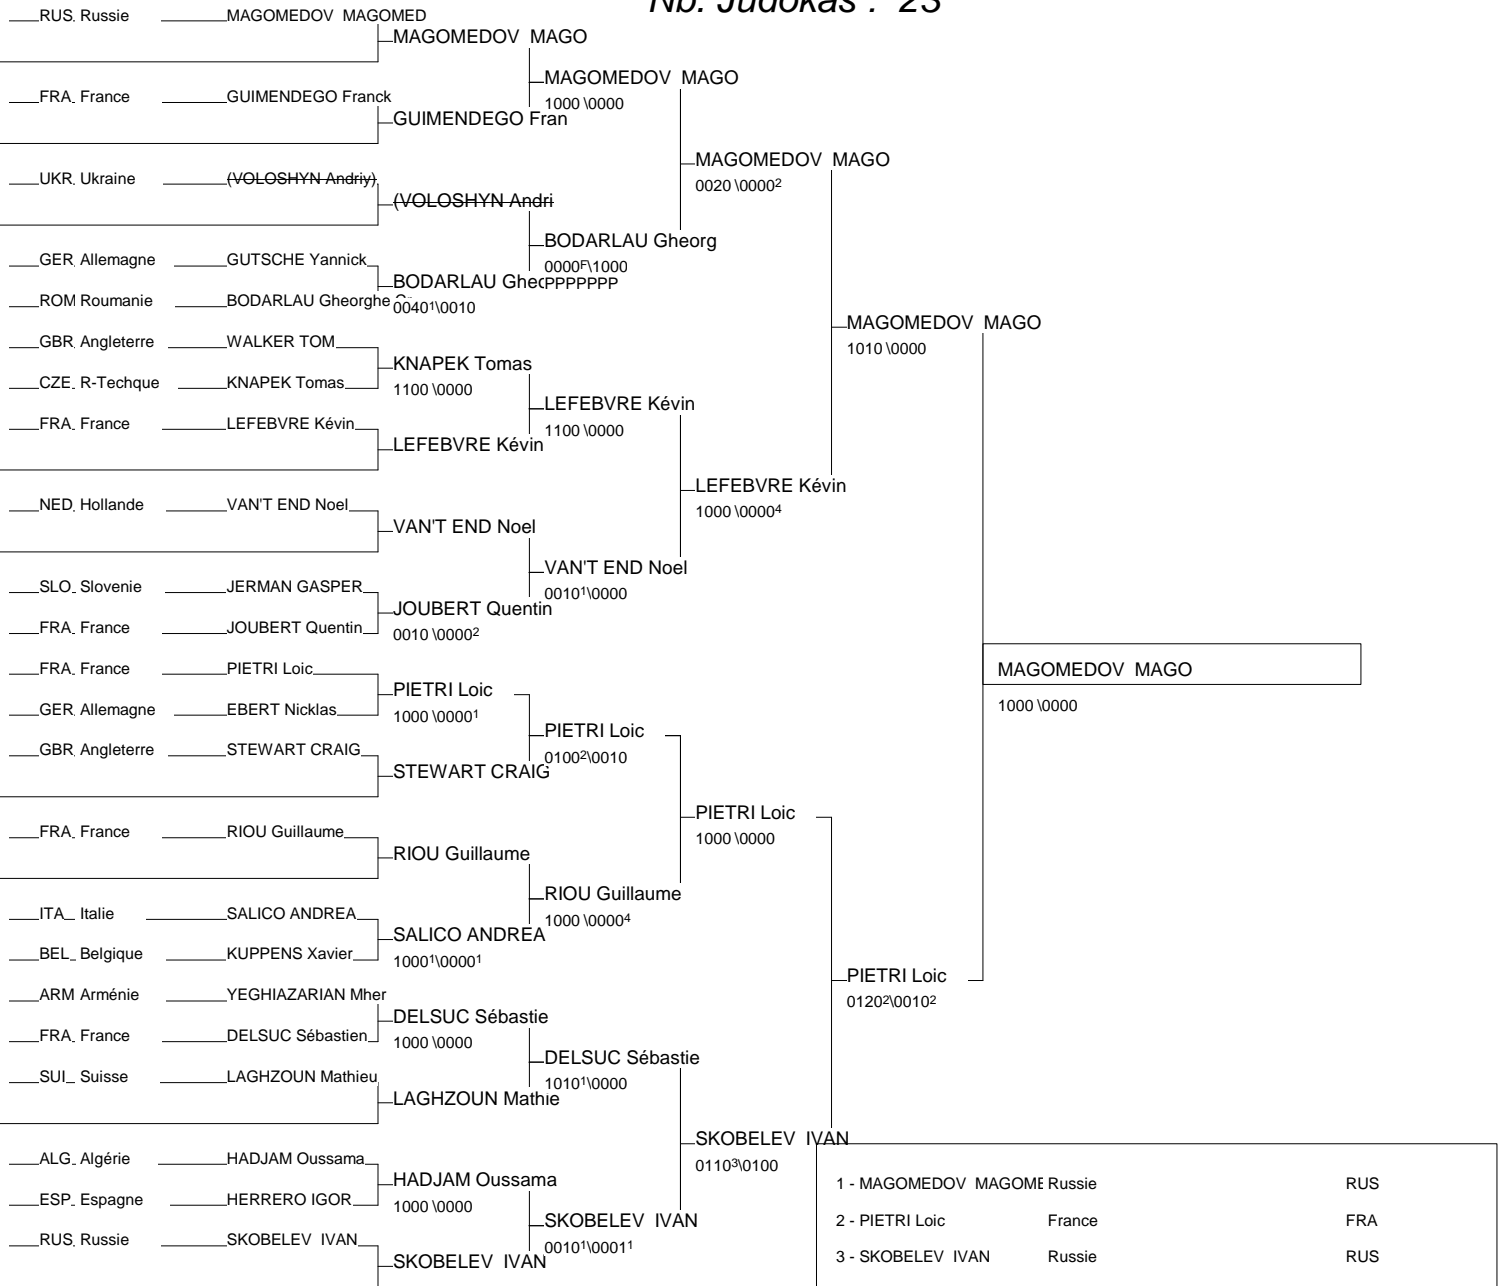 Nb. Judokas : 23
RUS Russie MAGOMEDOV MAGOMED
MAGOMEDOV MAGO
MAGOMEDOV MAGO
1000 \0000
FRA France GUIMENDEGO Franck
GUIMENDEGO Fran
MAGOMEDOV MAGO
0020 \0000²
UKR Ukraine (VOLOSHYN Andriy)
(VOLOSHYN Andri
BODARLAU Gheorg
0000F\1000
PPPPPPP
GER Allemagne GUTSCHE Yannick
BODARLAU Gheo
0040¹\0010
ROM Roumanie BODARLAU Gheorghe
GBR Angleterre WALKER TOM
MAGOMEDOV MAGO
1010 \0000
KNAPEK Tomas
1100 \0000
CZE R-Techque KNAPEK Tomas
LEFEBVRE Kévin
1100 \0000
FRA France LEFEBVRE Kévin
LEFEBVRE Kévin
LEFEBVRE Kévin
1000 \0000⁴
NED Hollande VAN'T END Noel
VAN'T END Noel
VAN'T END Noel
0010¹\0000
SLO Slovenie JERMAN GASPER
JOUBERT Quentin
0010 \0000²
FRA France JOUBERT Quentin
FRA France PIETRI Loic
MAGOMEDOV MAGO
1000 \0000
PIETRI Loic
1000 \0000¹
GER Allemagne EBERT Nicklas
PIETRI Loic
0100²\0010
GBR Angleterre STEWART CRAIG
STEWART CRAIG
PIETRI Loic
1000 \0000
FRA France RIOU Guillaume
RIOU Guillaume
RIOU Guillaume
1000 \0000⁴
ITA Italie SALICO ANDREA
SALICO ANDREA
1000¹\0000¹
BEL Belgique KUPPENS Xavier
PIETRI Loic
0120²\0010²
ARM Arménie YEGHIAZARIAN Mher
DELSUC Sébastie
1000 \0000
FRA France DELSUC Sébastien
DELSUC Sébastie
1010¹\0000
SUI Suisse LAGHZOUN Mathieu
LAGHZOUN Mathie
SKOBELEV IVAN
0110³\0100
ALG Algérie HADJAM Oussama
HADJAM Oussama
1000 \0000
ESP Espagne HERRERO IGOR
SKOBELEV IVAN
0010¹\0001¹
RUS Russie SKOBELEV IVAN
SKOBELEV IVAN
1 - MAGOMEDOV MAGOME Russie RUS
2 - PIETRI Loic France FRA
3 - SKOBELEV IVAN Russie RUS